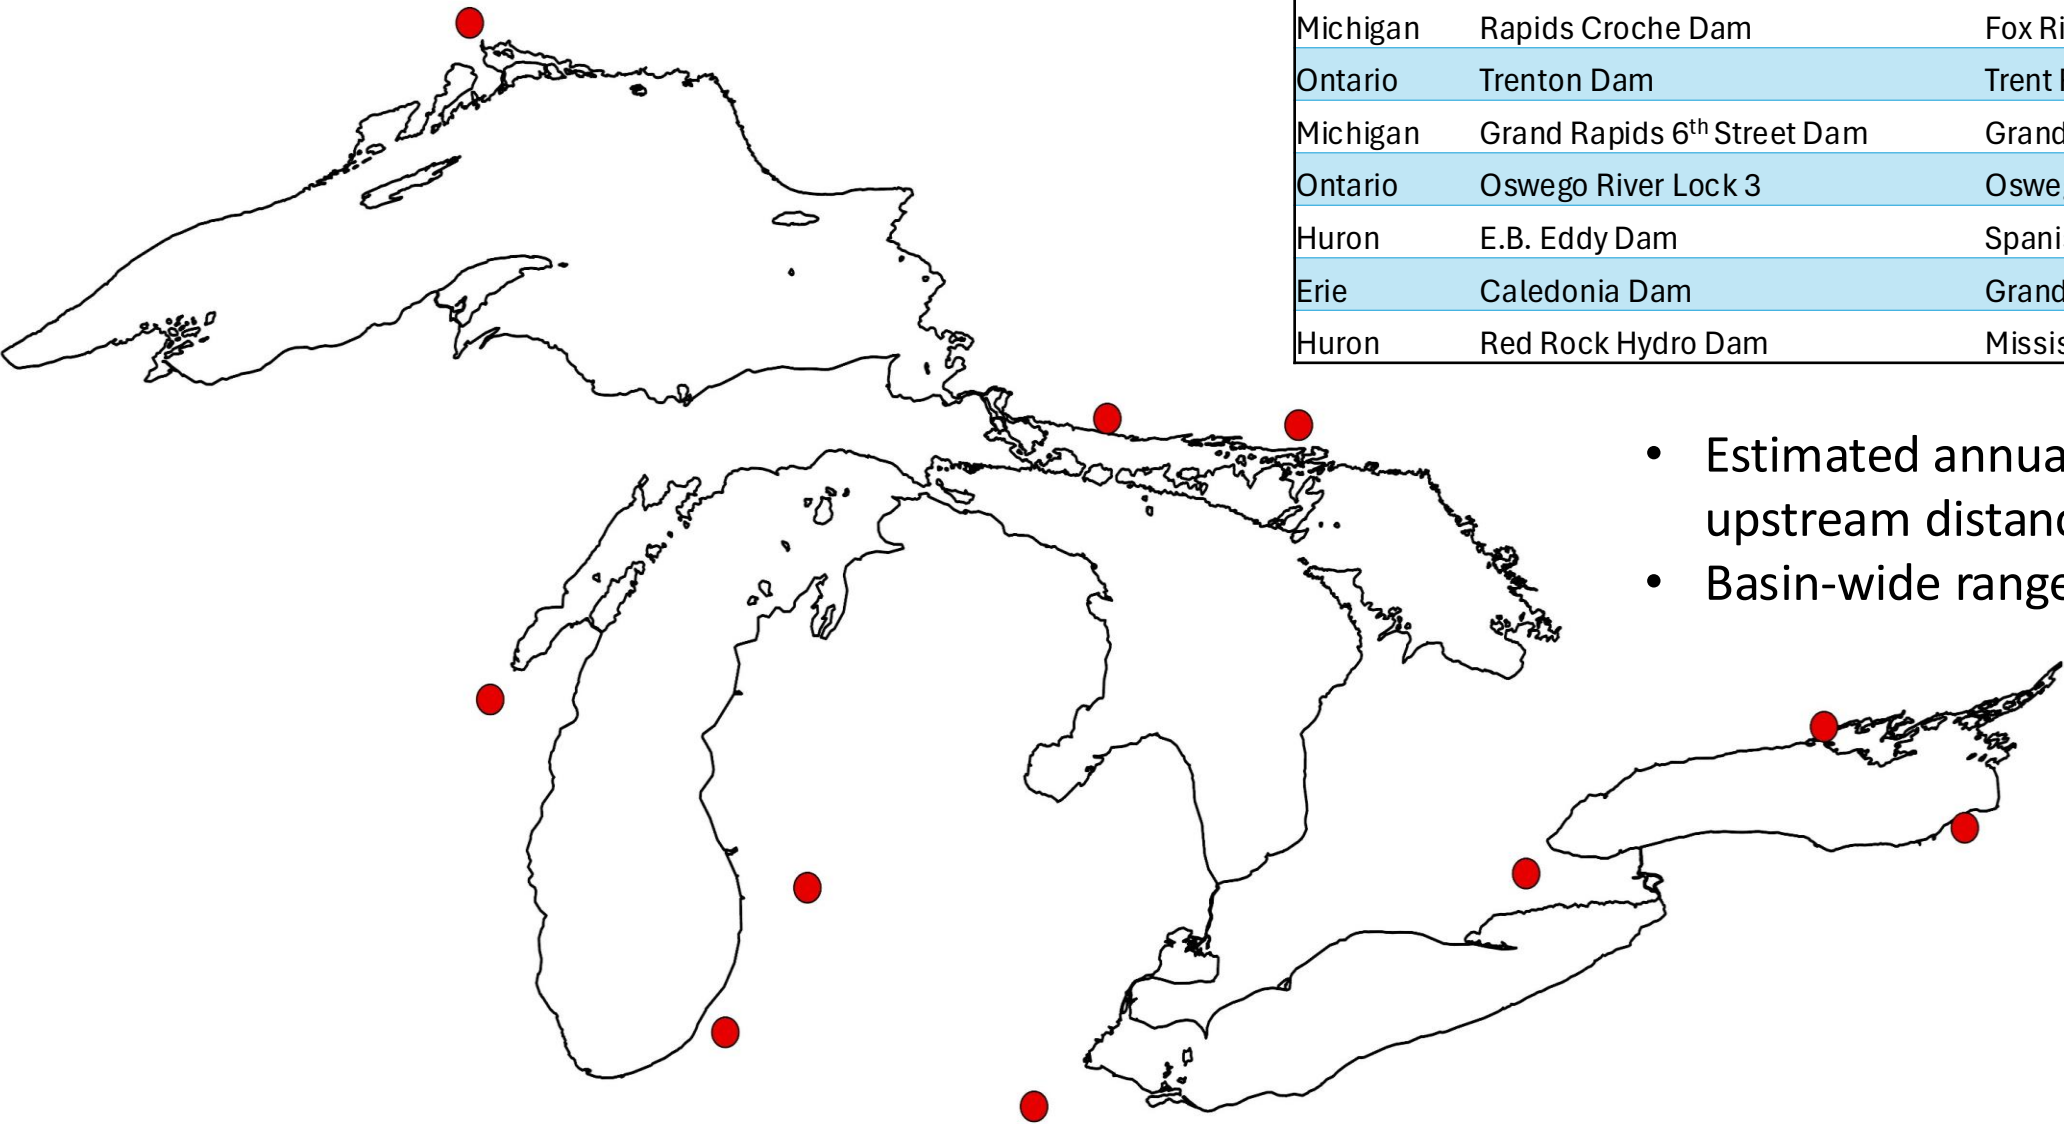 Michigan Rapids Croche Dam Fox Ri
Ontario Trenton Dam Trent
Michigan Grand Rapids 6th Street Dam Grand
Ontario Oswego River Lock 3 Oswe
Huron E.B. Eddy Dam Spani
Erie Caledonia Dam Grand
Huron Red Rock Hydro Dam Missis
• Estimated annua
upstream distanc
• Basin-wide range